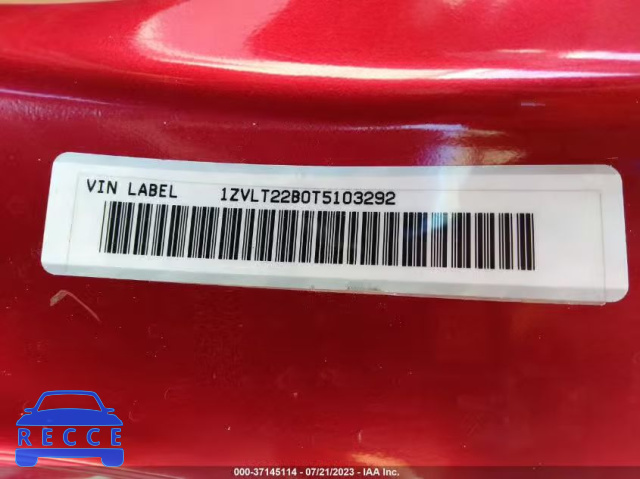 VIN LABEL 1ZVLT22B0T5103292
RECCE
000-37145114 - 07/21/2023 - IAA Inc.